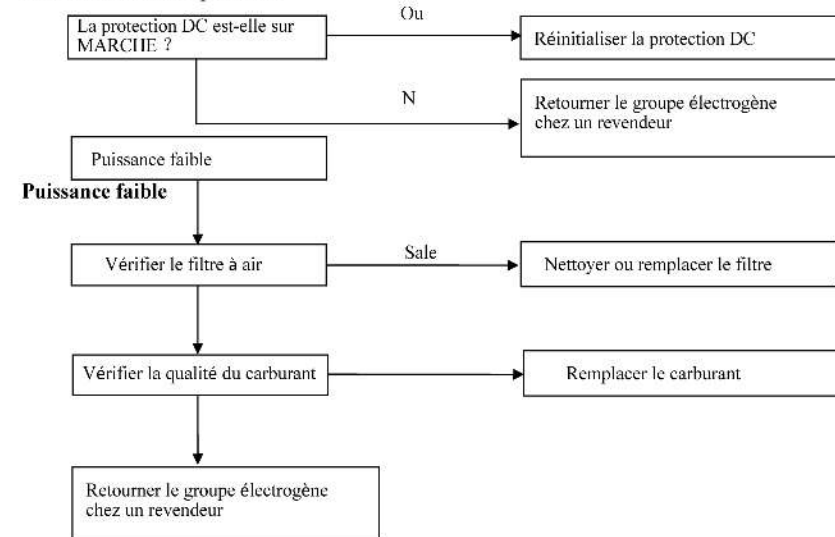 La protection DC est-elle sur
MARCHE ?
Ou
Réinitialiser la protection DC
N
Retourner le groupe électrogène
chez un revendeur
Puissance faible
Puissance faible
Vérifier le filtre à air
Sale
Nettoyer ou remplacer le filtre
Vérifier la qualité du carburant
Remplacer le carburant
Retourner le groupe électrogène
chez un revendeur